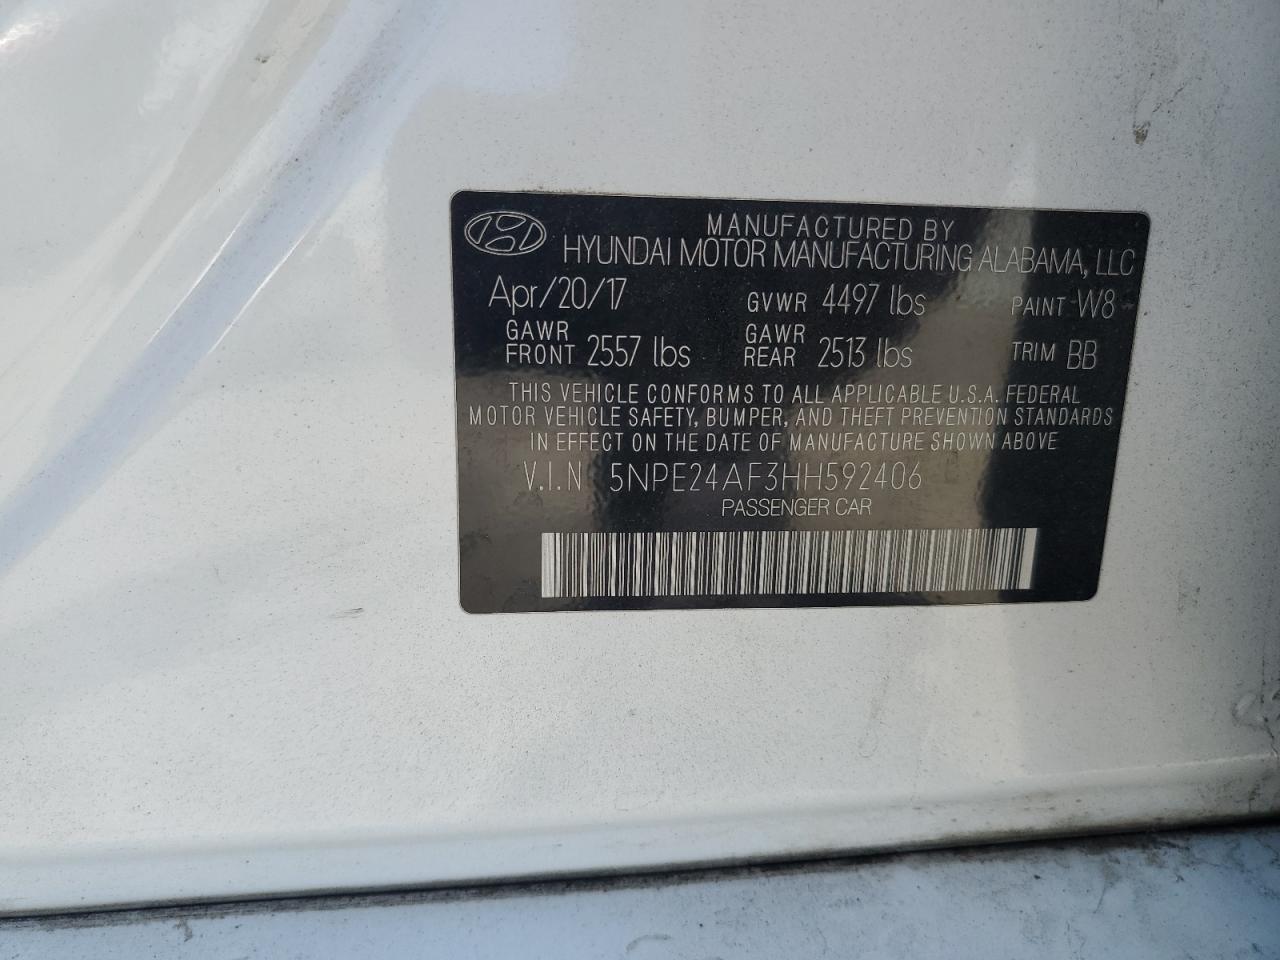 MANUFACTURED BY
HYUNDAI MOTOR MANUFACTURING ALABAMA, LLC
Apr/20/17 GVWR 4497 lbs PAINT W8
GAWR FRONT 2557 lbs GAWR REAR 2513 lbs TRIM BB
THIS VEHICLE CONFORMS TO ALL APPLICABLE U.S.A. FEDERAL
MOTOR VEHICLE SAFETY, BUMPER, AND THEFT PREVENTION STANDARDS
IN EFFECT ON THE DATE OF MANUFACTURE SHOWN ABOVE
V.I.N 5NPE24AF3HH592406
PASSENGER CAR